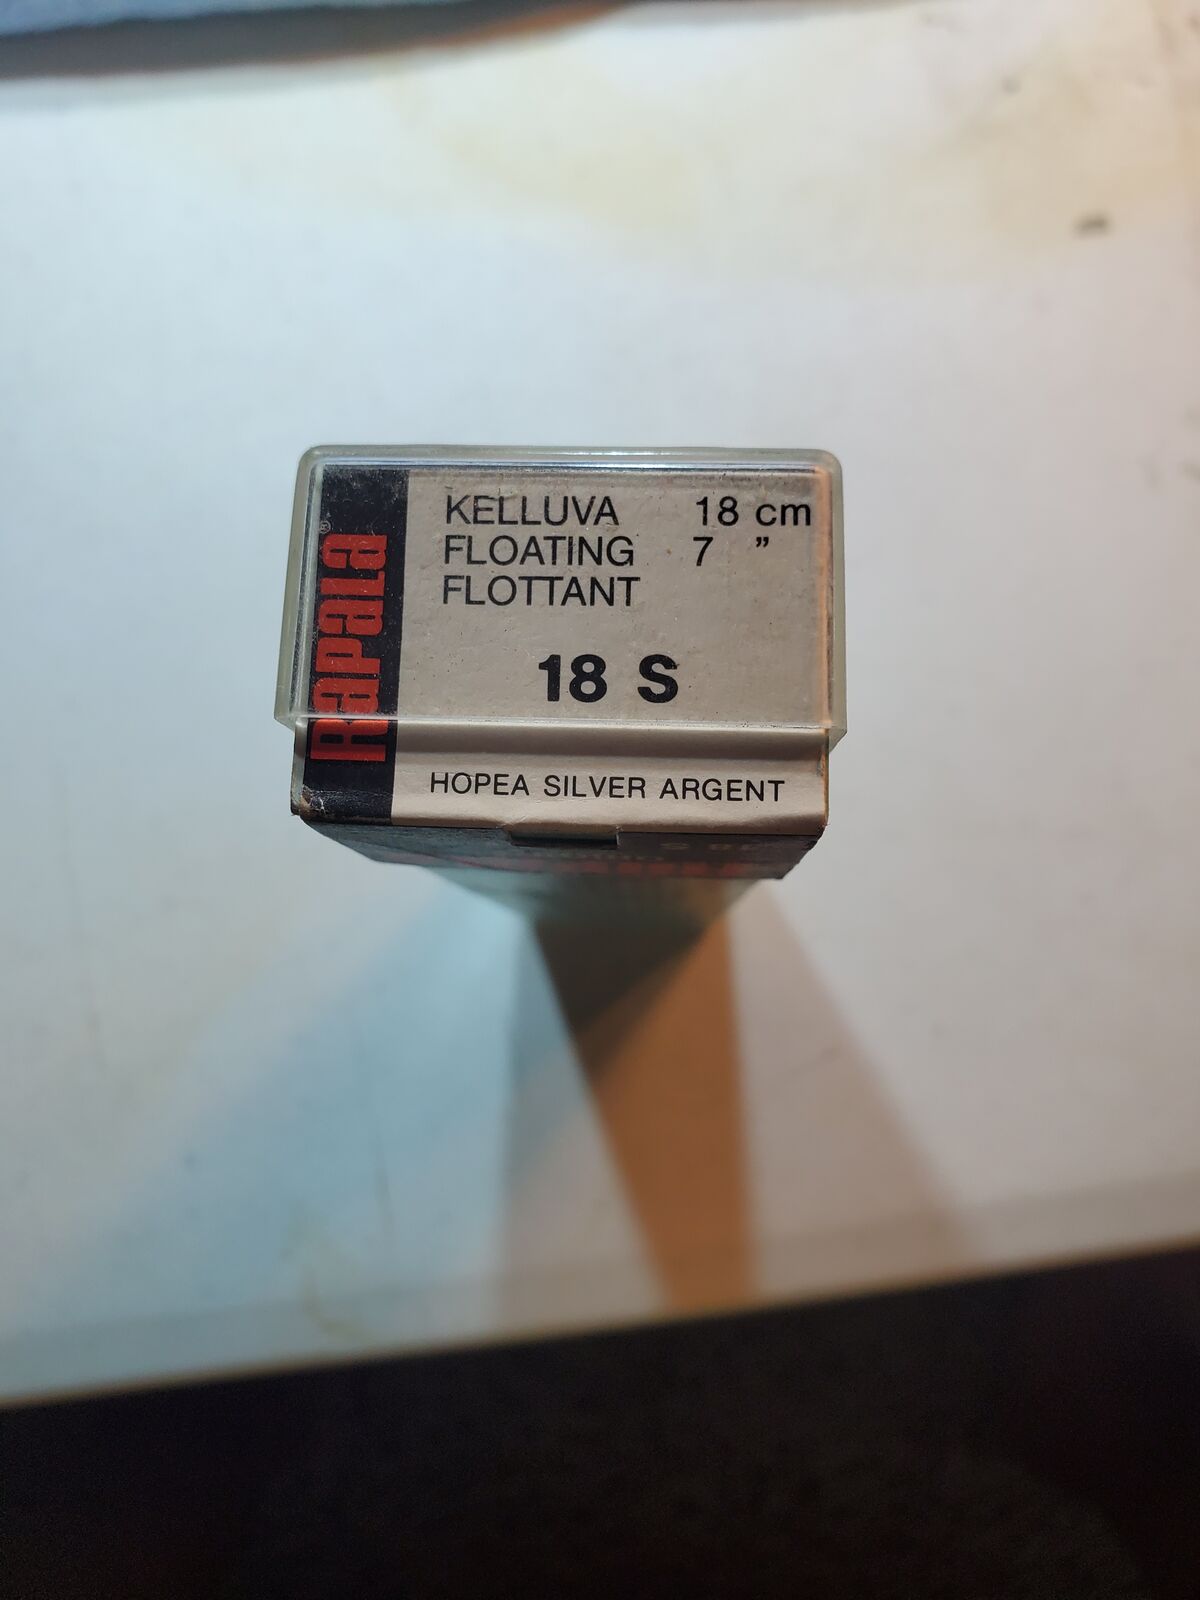 RAPALA®
KELLUVA 18 cm
FLOATING 7 ”
FLOTTANT
18 S
HOPEA SILVER ARGENT